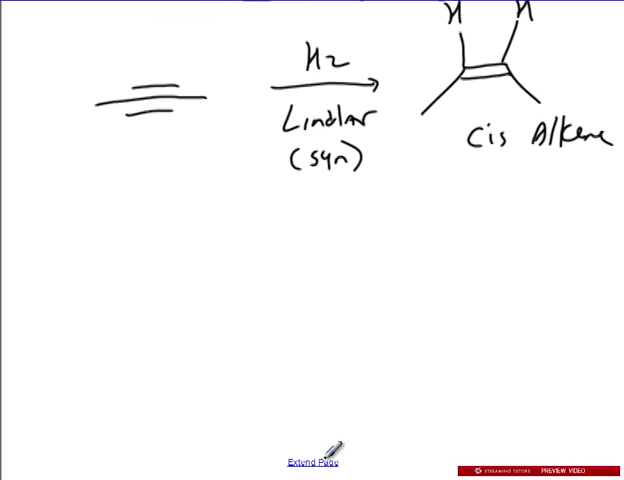 H H
H2
Lindlar
(syn)
Cis Alkene
Extend Page
STREAMING TUTORS PREVIEW VIDEO